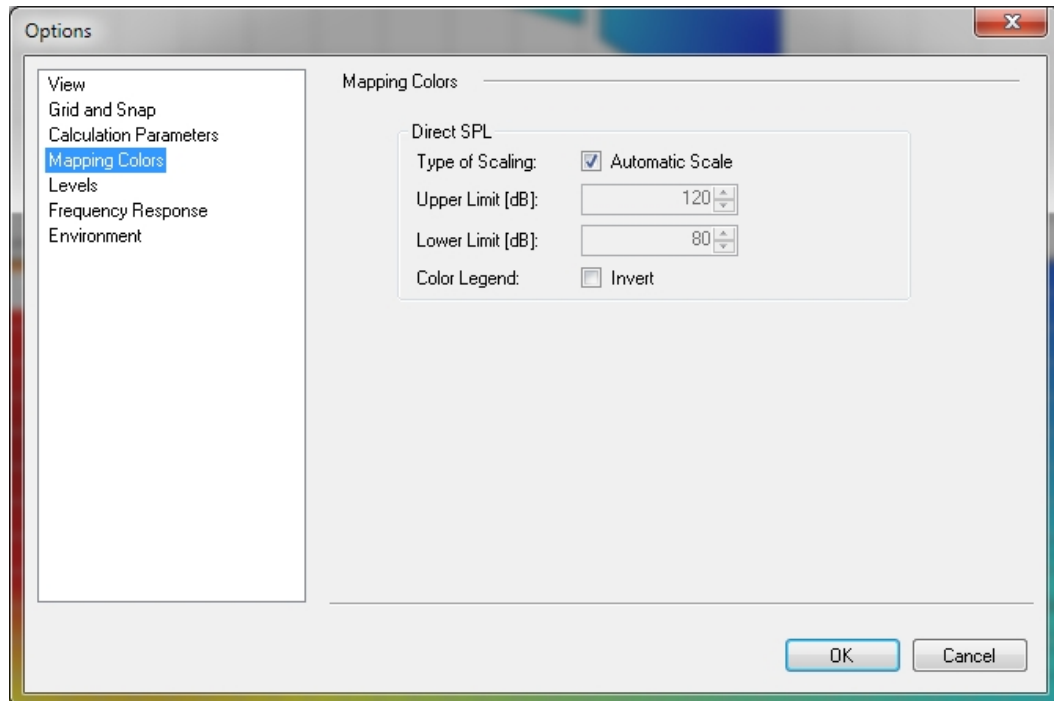 Options
View
Grid and Snap
Calculation Parameters
Mapping Colors
Levels
Frequency Response
Environment
Mapping Colors
Direct SPL
Type of Scaling: Automatic Scale
Upper Limit [dB]: 120
Lower Limit [dB]: 80
Color Legend: Invert
OK Cancel